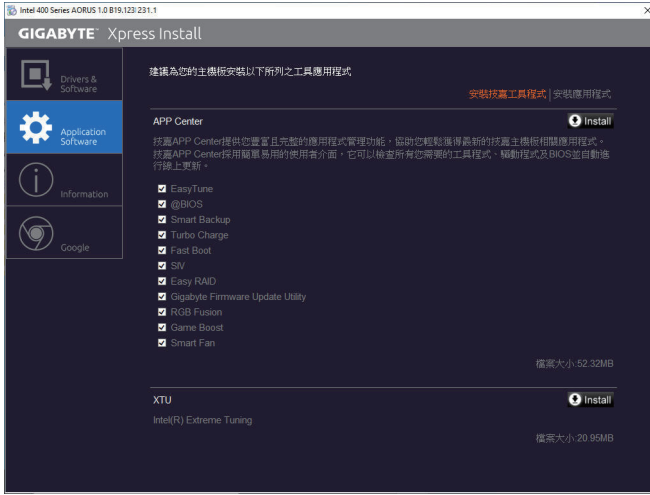 Intel 400 Series AORUS 1.0 B19.1231.1
GIGABYTE™ Xpress Install
Drivers &
Software
Application
Software
Information
Google
建議為您的主機板安裝以下所列之工具應用程式
安裝技嘉工具程式 | 安裝應用程式
APP Center
Install
技嘉APP Center提供您豐富且完整的應用程式管理功能，協助您輕鬆獲得最新的技嘉主機板相關應用程式。
技嘉APP Center採用簡單易用的使用者介面，它可以檢查所有您需要的工具程式、驅動程式及BIOS並自動進
行線上更新。
EasyTune
@BIOS
Smart Backup
Turbo Charge
Fast Boot
SIV
Easy RAID
Gigabyte Firmware Update Utility
RGB Fusion
Game Boost
Smart Fan
檔案大小:52.32MB
XTU
Install
Intel(R) Extreme Tuning
檔案大小:20.95MB